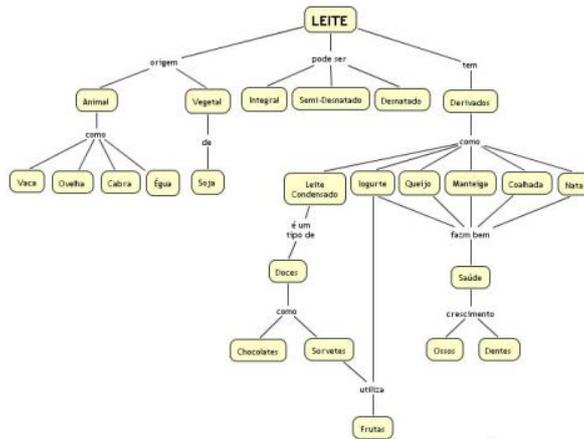 LEITE
origem
pode ser
tem
Animal
Vegetal
Integral
Semi-Desnatado
Desnatado
Derivados
como
de
como
Vaca
Ovelha
Cabra
Égua
Soja
Leite
Condensado
Iogurte
Queijo
Manteiga
Coalhada
Nata
é um
tipo de
fazm bem
Doces
Saúde
como
crescimento
Chocolates
Sorvetes
Ossos
Dentes
utiliza
Frutas